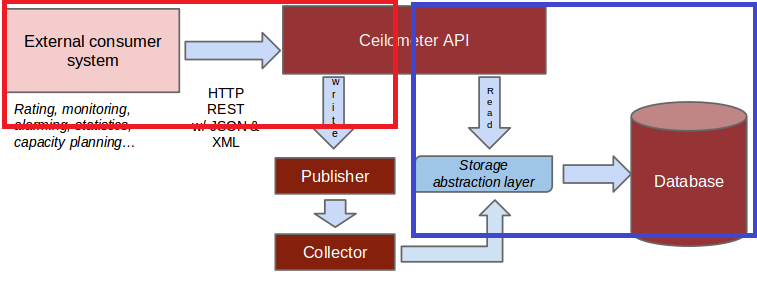 External consumer
system
Ceilometer API
Rating, monitoring,
alarming, statistics,
capacity planning…
HTTP
REST
w/ JSON &
XML
write
Read
Publisher
Storage
abstraction layer
Database
Collector